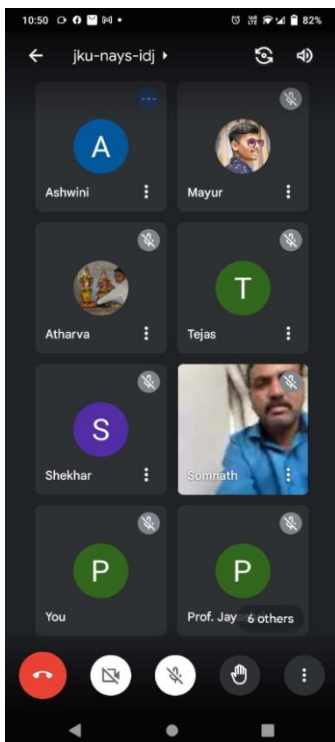 10:50 82%
jku-nays-idj
A
Ashwini Mayur
T
Atharva Tejas
S
Shekhar Somnath
P P
You Prof. Jay 6 others